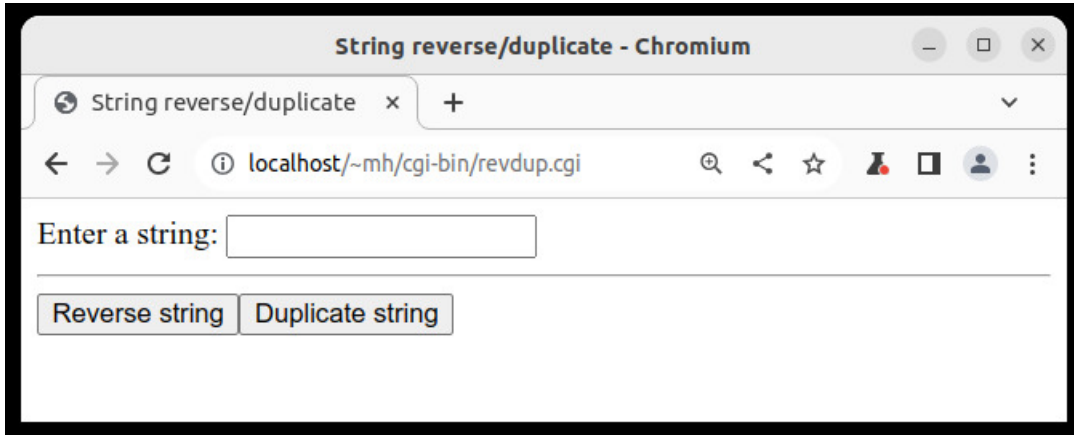 String reverse/duplicate - Chromium
String reverse/duplicate
localhost/~mh/cgi-bin/revdup.cgi
Enter a string:
Reverse string Duplicate string